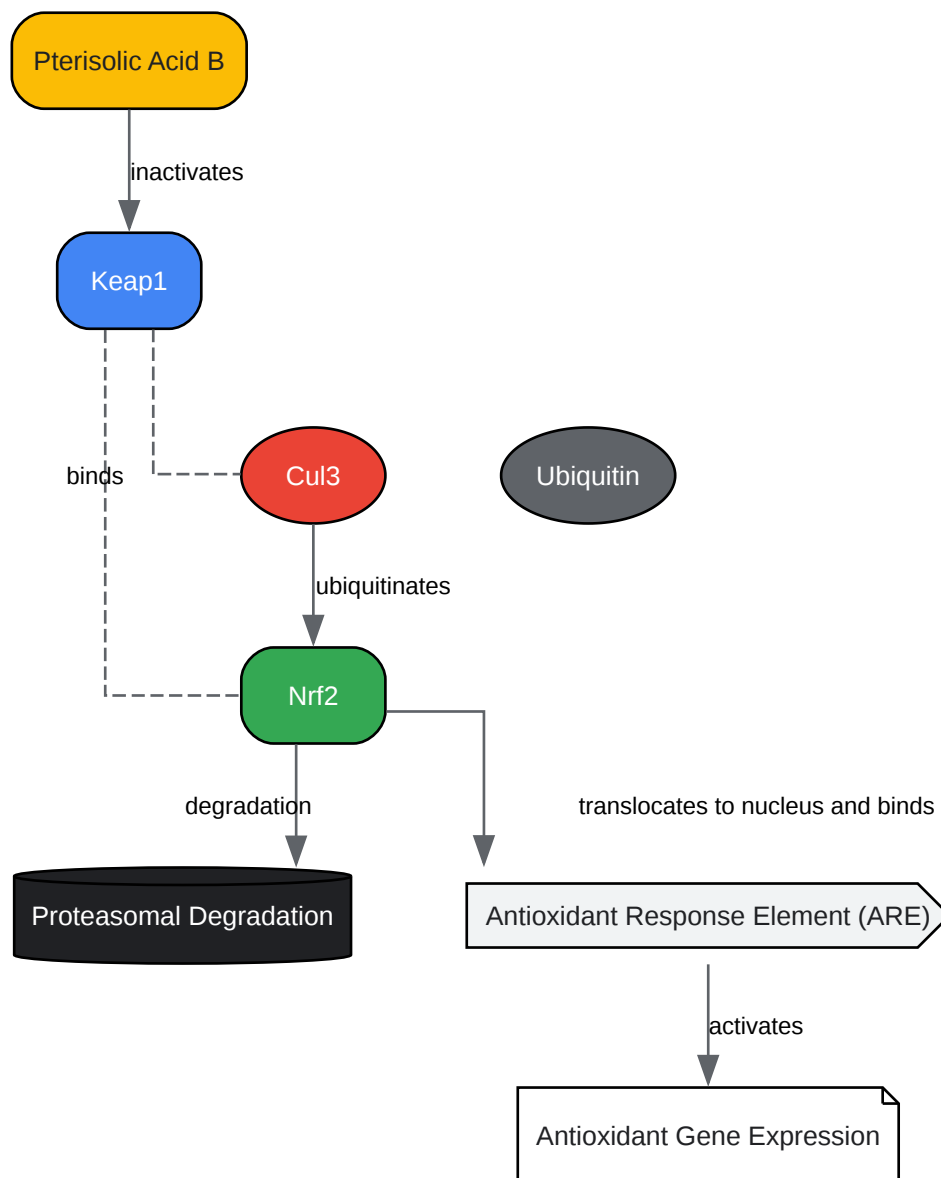 Pterisolic Acid B
inactivates
Keap1
binds
Cul3
Ubiquitin
ubiquitinates
Nrf2
degradation
translocates to nucleus and binds
Proteasomal Degradation
Antioxidant Response Element (ARE)
activates
Antioxidant Gene Expression